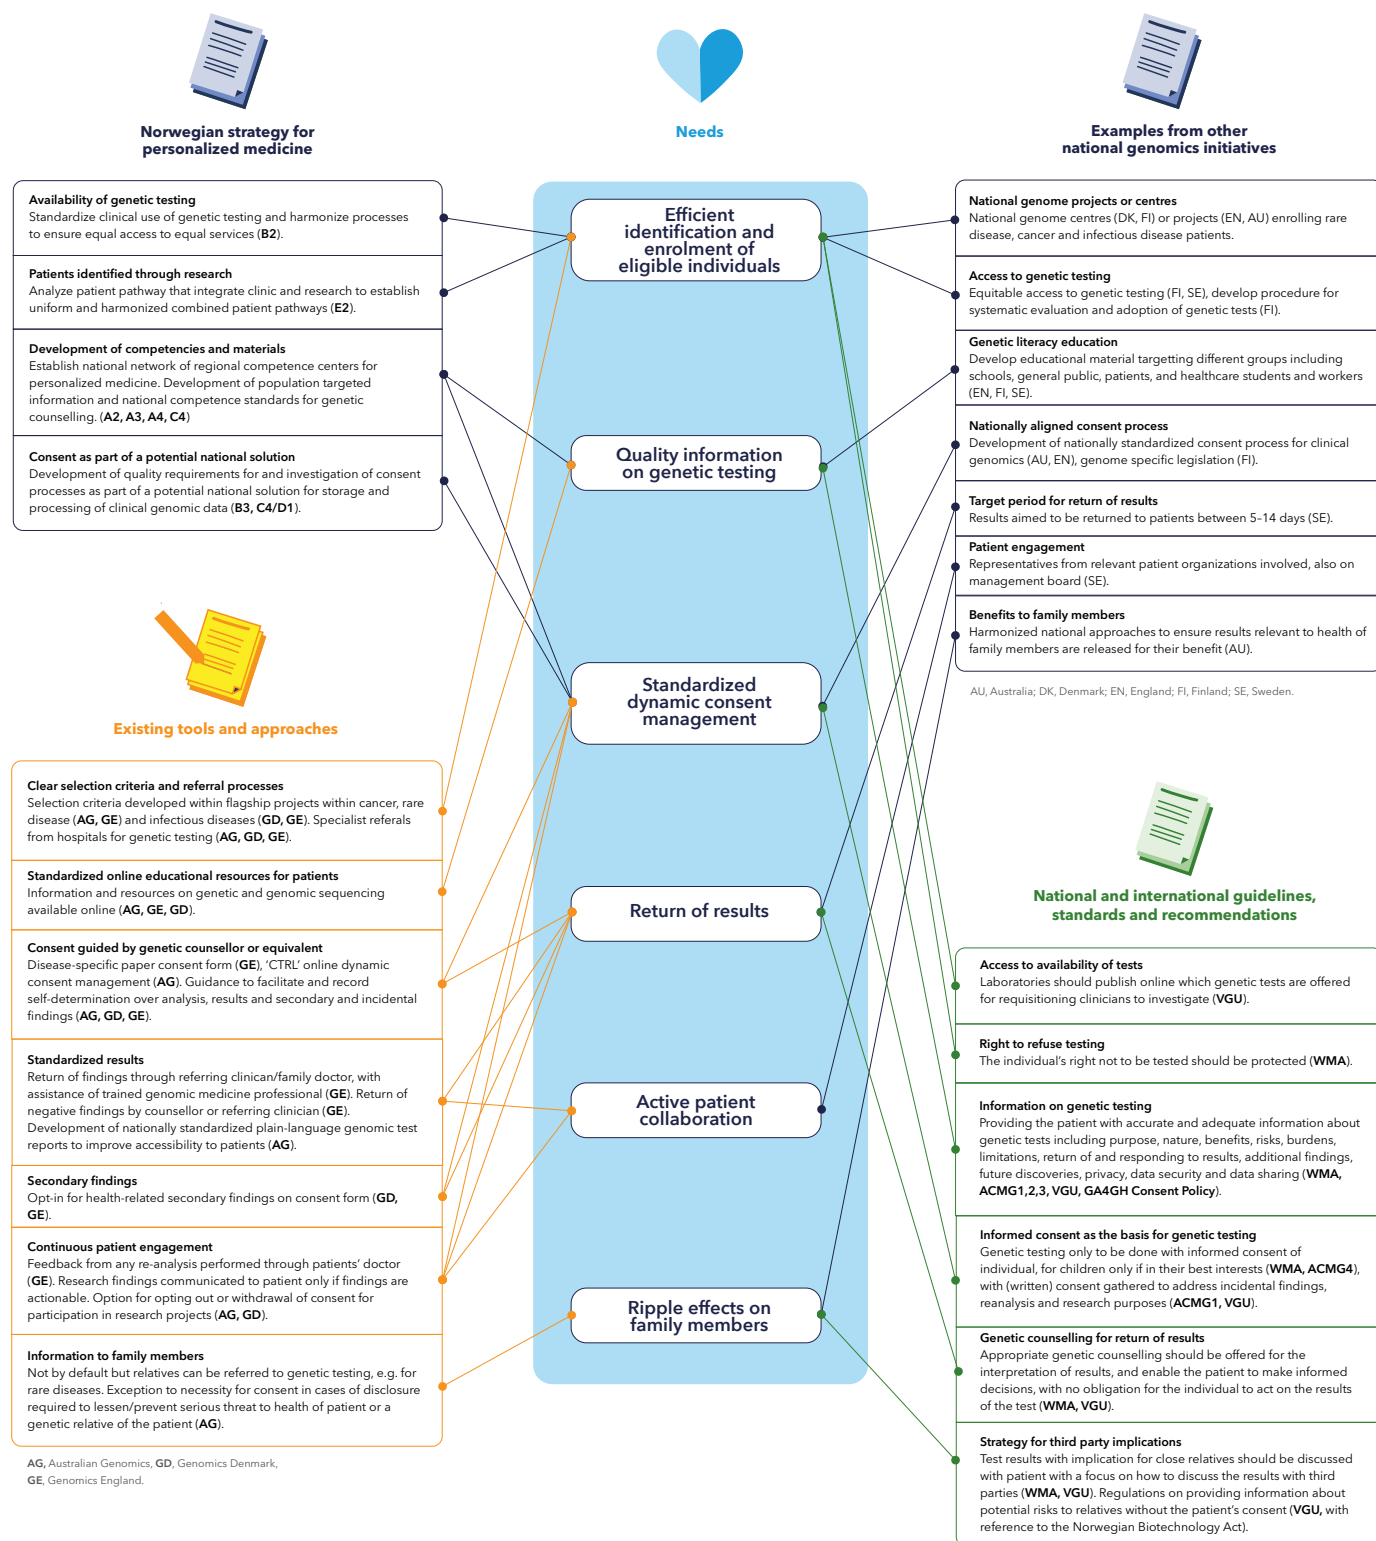 Norwegian strategy for
personalized medicine
Availability of genetic testing
Standardize clinical use of genetic testing and harmonize processes
to ensure equal access to equal services (B2).
Patients identified through research
Analyze patient pathway that integrate clinic and research to establish
uniform and harmonized combined patient pathways (E2).
Development of competencies and materials
Establish national network of regional competence centers for
personalized medicine. Development of population targeted
information and national competence standards for genetic
counselling. (A2, A3, A4, C4)
Consent as part of a potential national solution
Development of quality requirements for and investigation of consent
processes as part of a potential national solution for storage and
processing of clinical genomic data (B3, C4/D1).
Existing tools and approaches
Clear selection criteria and referral processes
Selection criteria developed within flagship projects within cancer, rare
disease (AG, GE) and infectious diseases (GD, GE). Specialist referals
from hospitals for genetic testing (AG, GD, GE).
Standardized online educational resources for patients
Information and resources on genetic and genomic sequencing
available online (AG, GE, GD).
Consent guided by genetic counsellor or equivalent
Disease-specific paper consent form (GE), ‘CTRL’ online dynamic
consent management (AG). Guidance to facilitate and record
self-determination over analysis, results and secondary and incidental
findings (AG, GD, GE).
Standardized results
Return of findings through referring clinican/family doctor, with
assistance of trained genomic medicine professional (GE). Return of
negative findings by counsellor or referring clinician (GE).
Development of nationally standardized plain-language genomic test
reports to improve accessibility to patients (AG).
Secondary findings
Opt-in for health-related secondary findings on consent form (GD,
GE).
Continuous patient engagement
Feedback from any re-analysis performed through patients’ doctor
(GE). Research findings communicated to patient only if findings are
actionable. Option for opting out or withdrawal of consent for
participation in research projects (AG, GD).
Information to family members
Not by default but relatives can be referred to genetic testing, e.g. for
rare diseases. Exception to necessity for consent in cases of disclosure
required to lessen/prevent serious threat to health of patient or a
genetic relative of the patient (AG).
AG, Australian Genomics, GD, Genomics Denmark,
GE, Genomics England.
Needs
Efficient
identification and
enrolment of
eligible individuals
Quality information
on genetic testing
Standardized
dynamic consent
management
Return of results
Active patient
collaboration
Ripple effects on
family members
Examples from other
national genomics initiatives
National genome projects or centres
National genome centres (DK, FI) or projects (EN, AU) enrolling rare
disease, cancer and infectious disease patients.
Access to genetic testing
Equitable access to genetic testing (FI, SE), develop procedure for
systematic evaluation and adoption of genetic tests (FI).
Genetic literacy education
Develop educational material targetting different groups including
schools, general public, patients, and healthcare students and workers
(EN, FI, SE).
Nationally aligned consent process
Development of nationally standardized consent process for clinical
genomics (AU, EN), genome specific legislation (FI).
Target period for return of results
Results aimed to be returned to patients between 5–14 days (SE).
Patient engagement
Representatives from relevant patient organizations involved, also on
management board (SE).
Benefits to family members
Harmonized national approaches to ensure results relevant to health of
family members are released for their benefit (AU).
AU, Australia; DK, Denmark; EN, England; FI, Finland; SE, Sweden.
National and international guidelines,
standards and recommendations
Access to availability of tests
Laboratories should publish online which genetic tests are offered
for requisitioning clinicians to investigate (VGU).
Right to refuse testing
The individual’s right not to be tested should be protected (WMA).
Information on genetic testing
Providing the patient with accurate and adequate information about
genetic tests including purpose, nature, benefits, risks, burdens,
limitations, return of and responding to results, additional findings,
future discoveries, privacy, data security and data sharing (WMA,
ACMG1,2,3, VGU, GA4GH Consent Policy).
Informed consent as the basis for genetic testing
Genetic testing only to be done with informed consent of
individual, for children only if in their best interests (WMA, ACMG4),
with (written) consent gathered to address incidental findings,
reanalysis and research purposes (ACMG1, VGU).
Genetic counselling for return of results
Appropriate genetic counselling should be offered for the
interpretation of results, and enable the patient to make informed
decisions, with no obligation for the individual to act on the results
of the test (WMA, VGU).
Strategy for third party implications
Test results with implication for close relatives should be discussed
with patient with a focus on how to discuss the results with third
parties (WMA, VGU). Regulations on providing information about
potential risks to relatives without the patient’s consent (VGU, with
reference to the Norwegian Biotechnology Act).